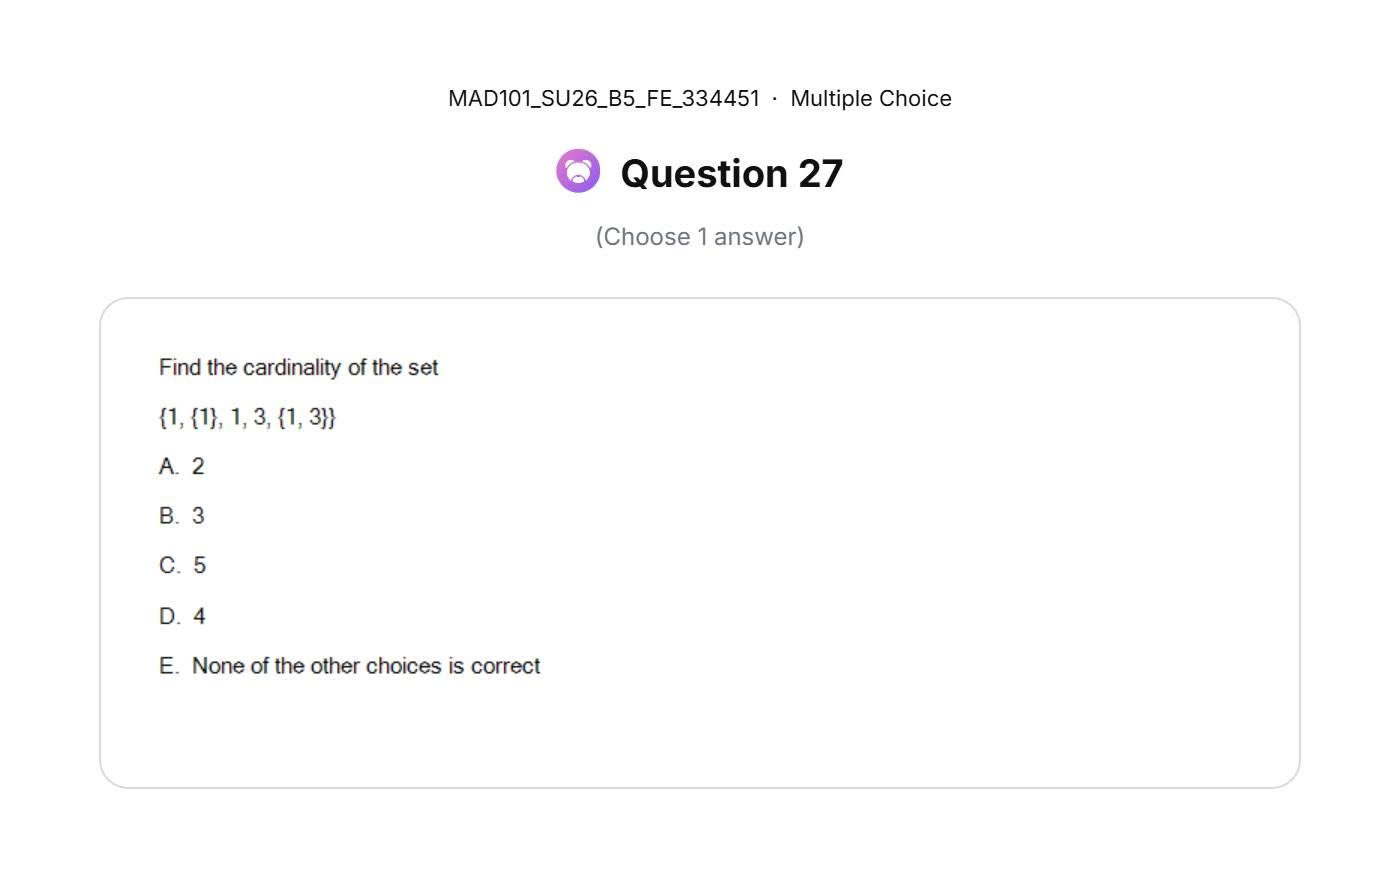 MAD101_SU26_B5_FE_334451 · Multiple Choice
Question 27
(Choose 1 answer)
Find the cardinality of the set
{1, {1}, 1, 3, {1, 3}}
A. 2
B. 3
C. 5
D. 4
E. None of the other choices is correct